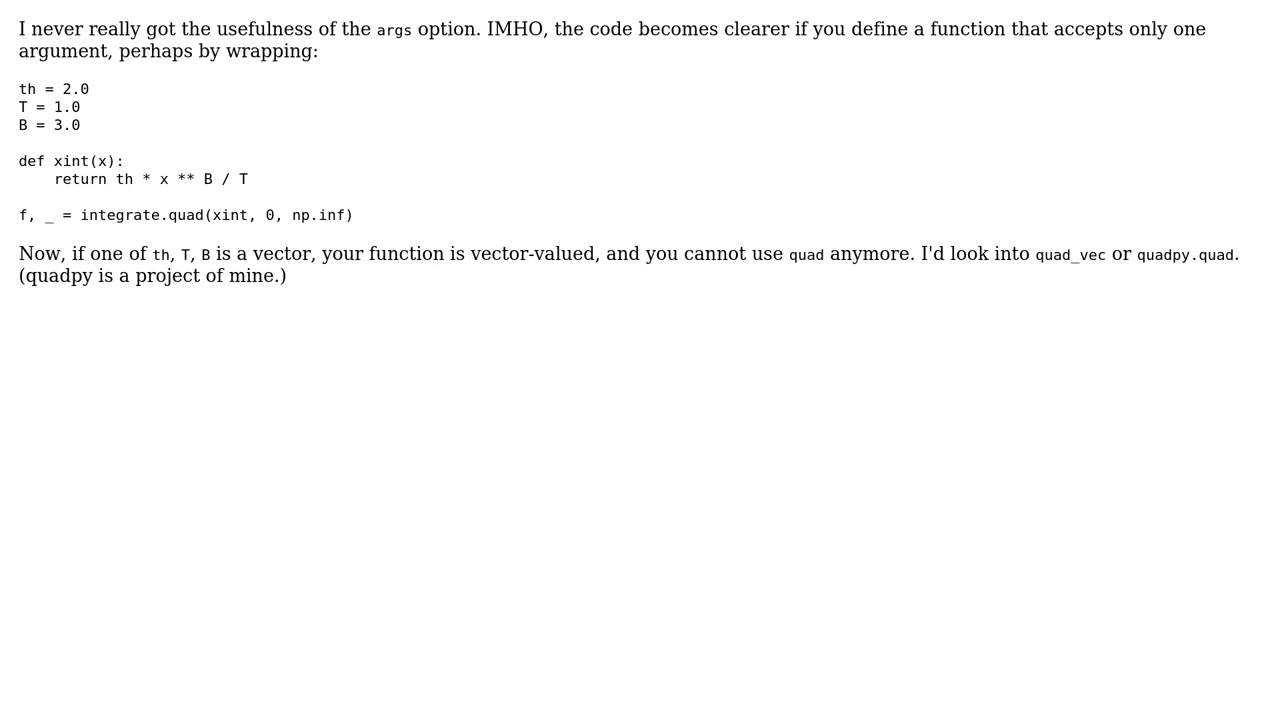 I never really got the usefulness of the args option. IMHO, the code becomes clearer if you define a function that accepts only one
argument, perhaps by wrapping:
th = 2.0
T = 1.0
B = 3.0
def xint(x):
    return th * x ** B / T
f, _ = integrate.quad(xint, 0, np.inf)
Now, if one of th, T, B is a vector, your function is vector-valued, and you cannot use quad anymore. I'd look into quad_vec or quadpy.quad.
(quadpy is a project of mine.)